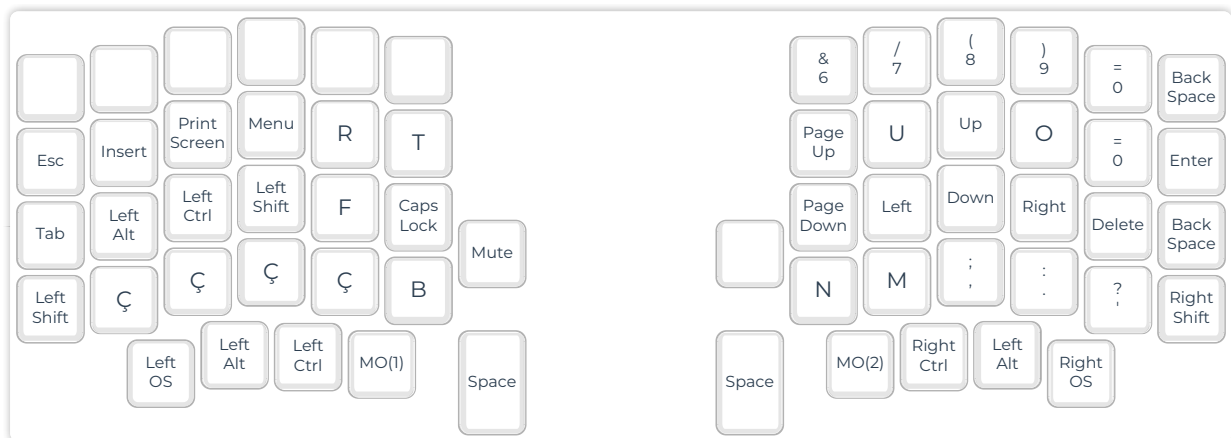 &
6
/
7
(
8
)
9
=
0
Back
Space
Esc
Insert
Print
Screen
Menu
R
T
Page
Up
U
Up
O
=
0
Enter
Tab
Left
Alt
Left
Ctrl
Left
Shift
F
Caps
Lock
Mute
Page
Down
Left
Down
Right
Delete
Back
Space
Left
Shift
Ç
Ç
Ç
Ç
B
N
M
;
,
:
.
?
'
Right
Shift
Left
OS
Left
Alt
Left
Ctrl
MO(1)
Space
Space
MO(2)
Right
Ctrl
Left
Alt
Right
OS